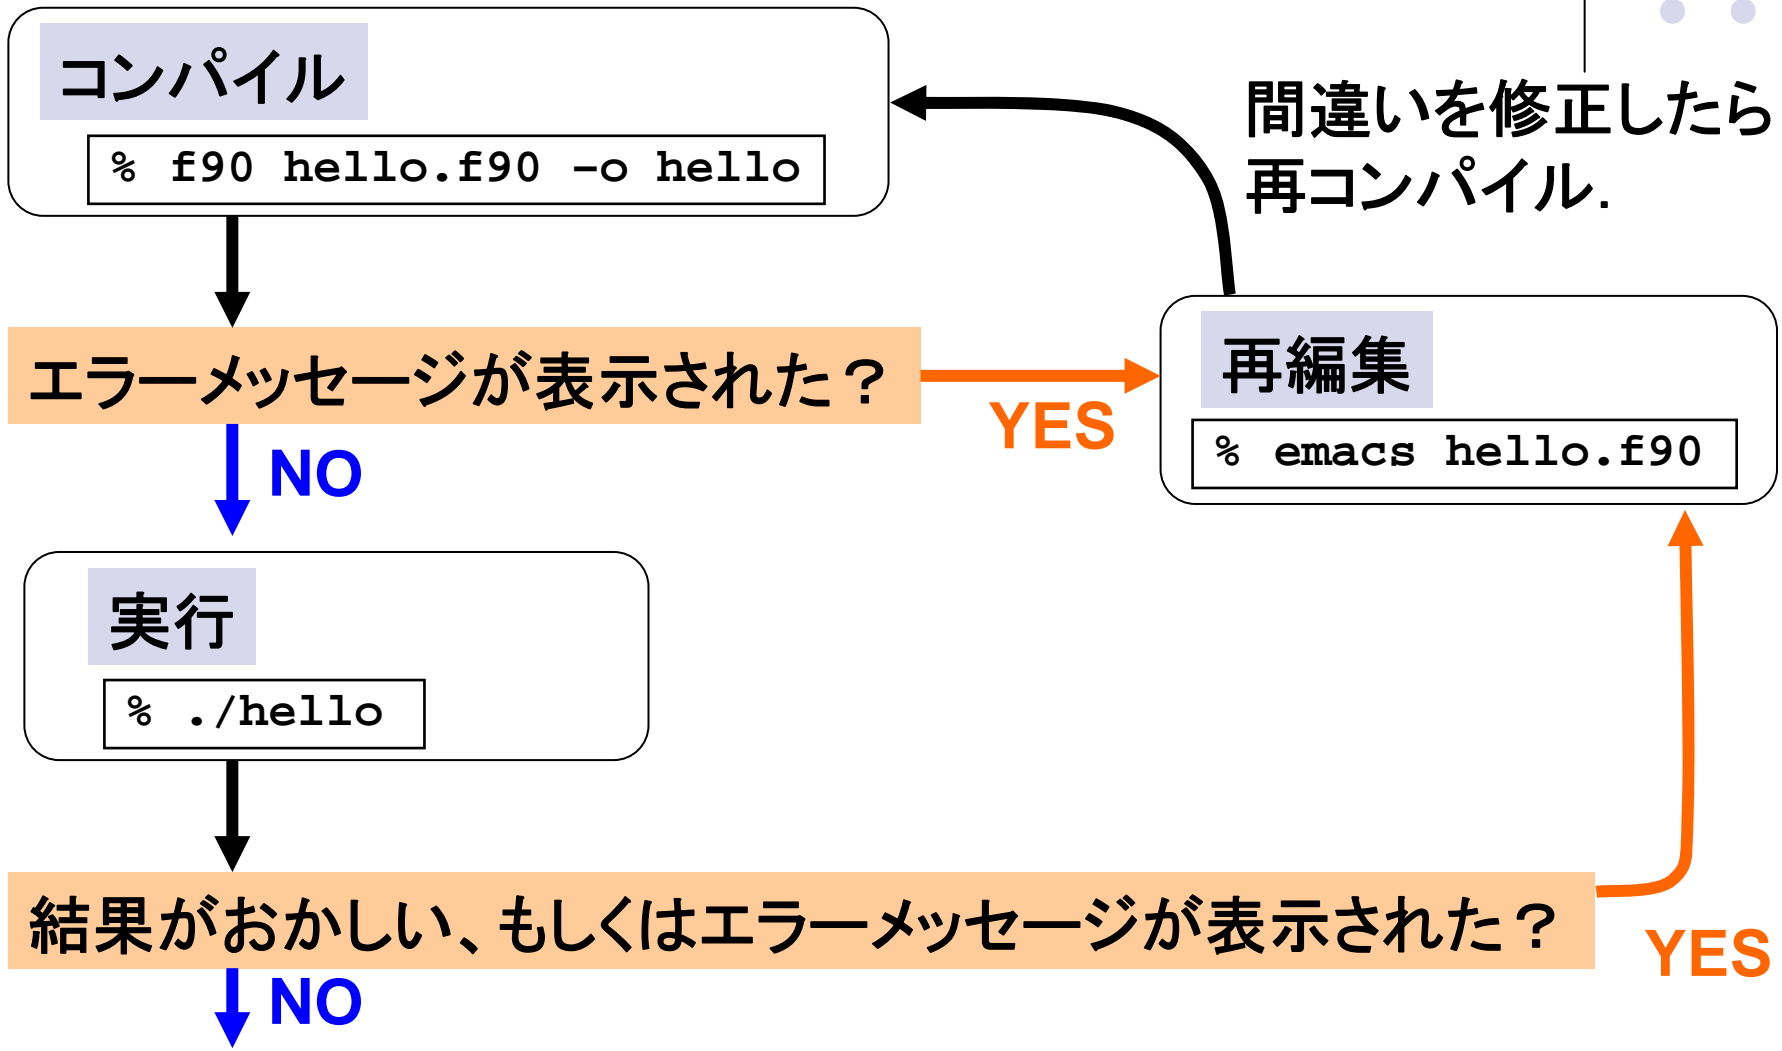 コンパイル
% f90 hello.f90 -o hello
間違いを修正したら
再コンパイル.
エラーメッセージが表示された？
YES
再編集
% emacs hello.f90
NO
実行
% ./hello
結果がおかしい、もしくはエラーメッセージが表示された？
YES
NO